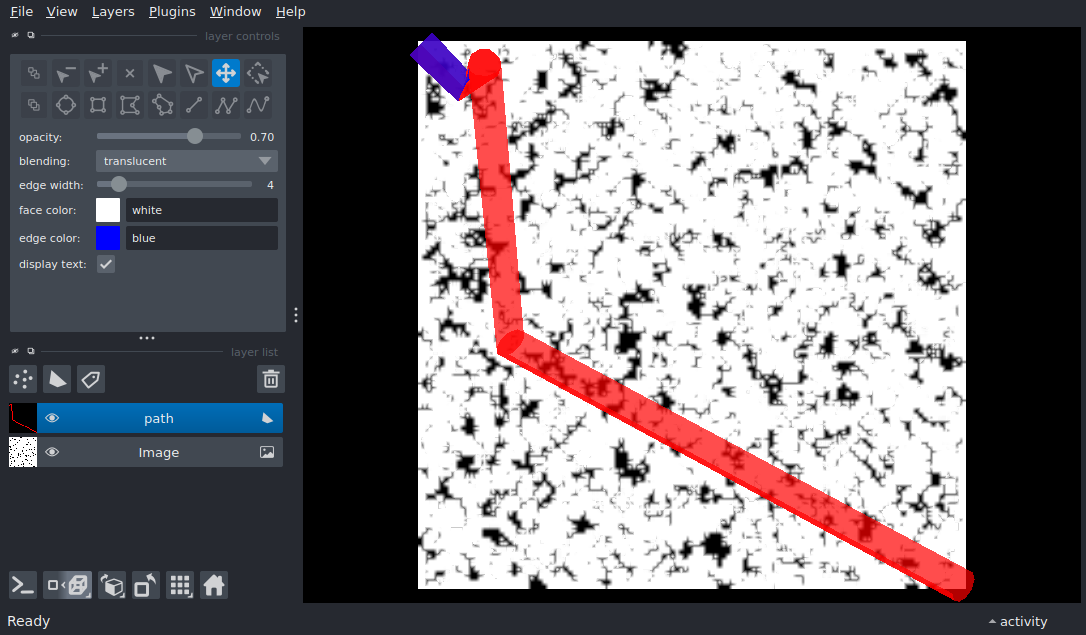 File View Layers Plugins Window Help
layer controls
opacity: 0.70
blending: translucent
edge width: 4
face color: white
edge color: blue
display text:
layer list
path
Image
Ready
activity